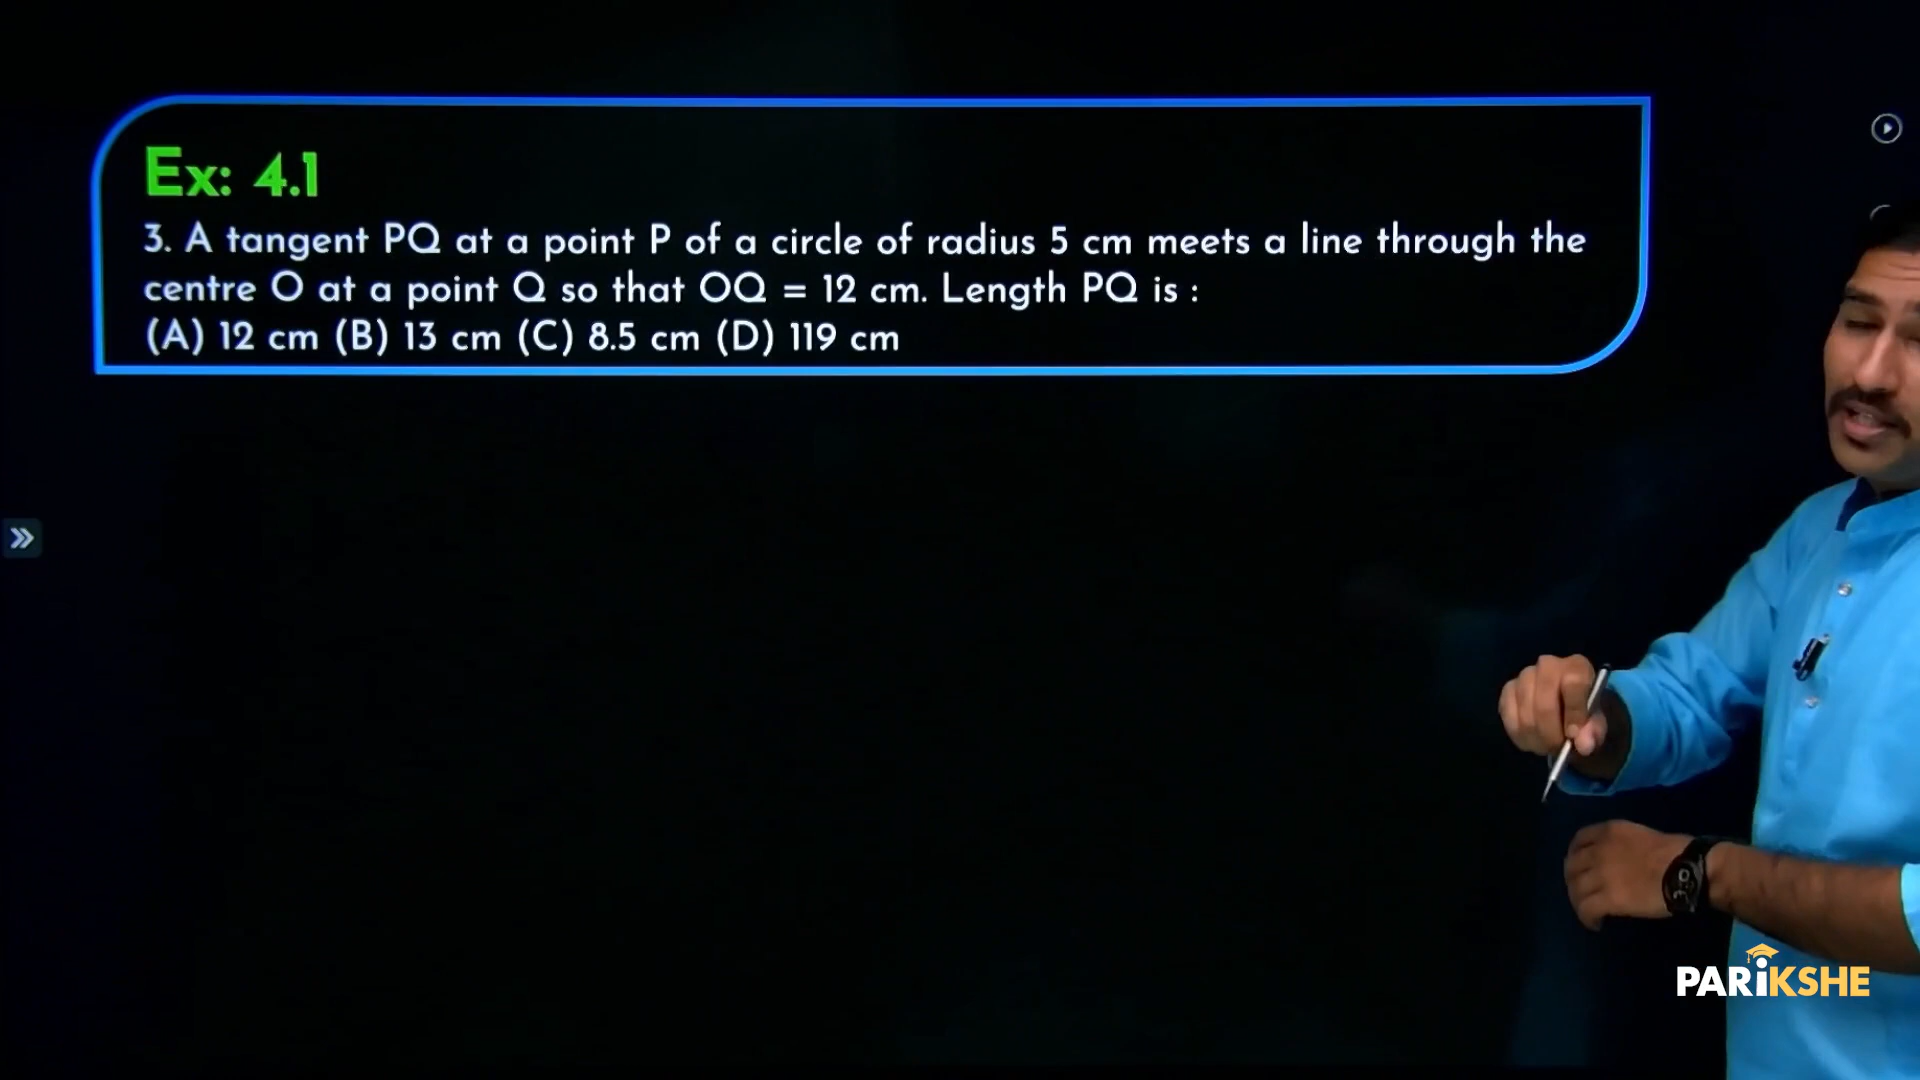 Ex: 4.1
3. A tangent PQ at a point P of a circle of radius 5 cm meets a line through the
centre O at a point Q so that OQ = 12 cm. Length PQ is :
(A) 12 cm (B) 13 cm (C) 8.5 cm (D) 119 cm
PARiKSHE